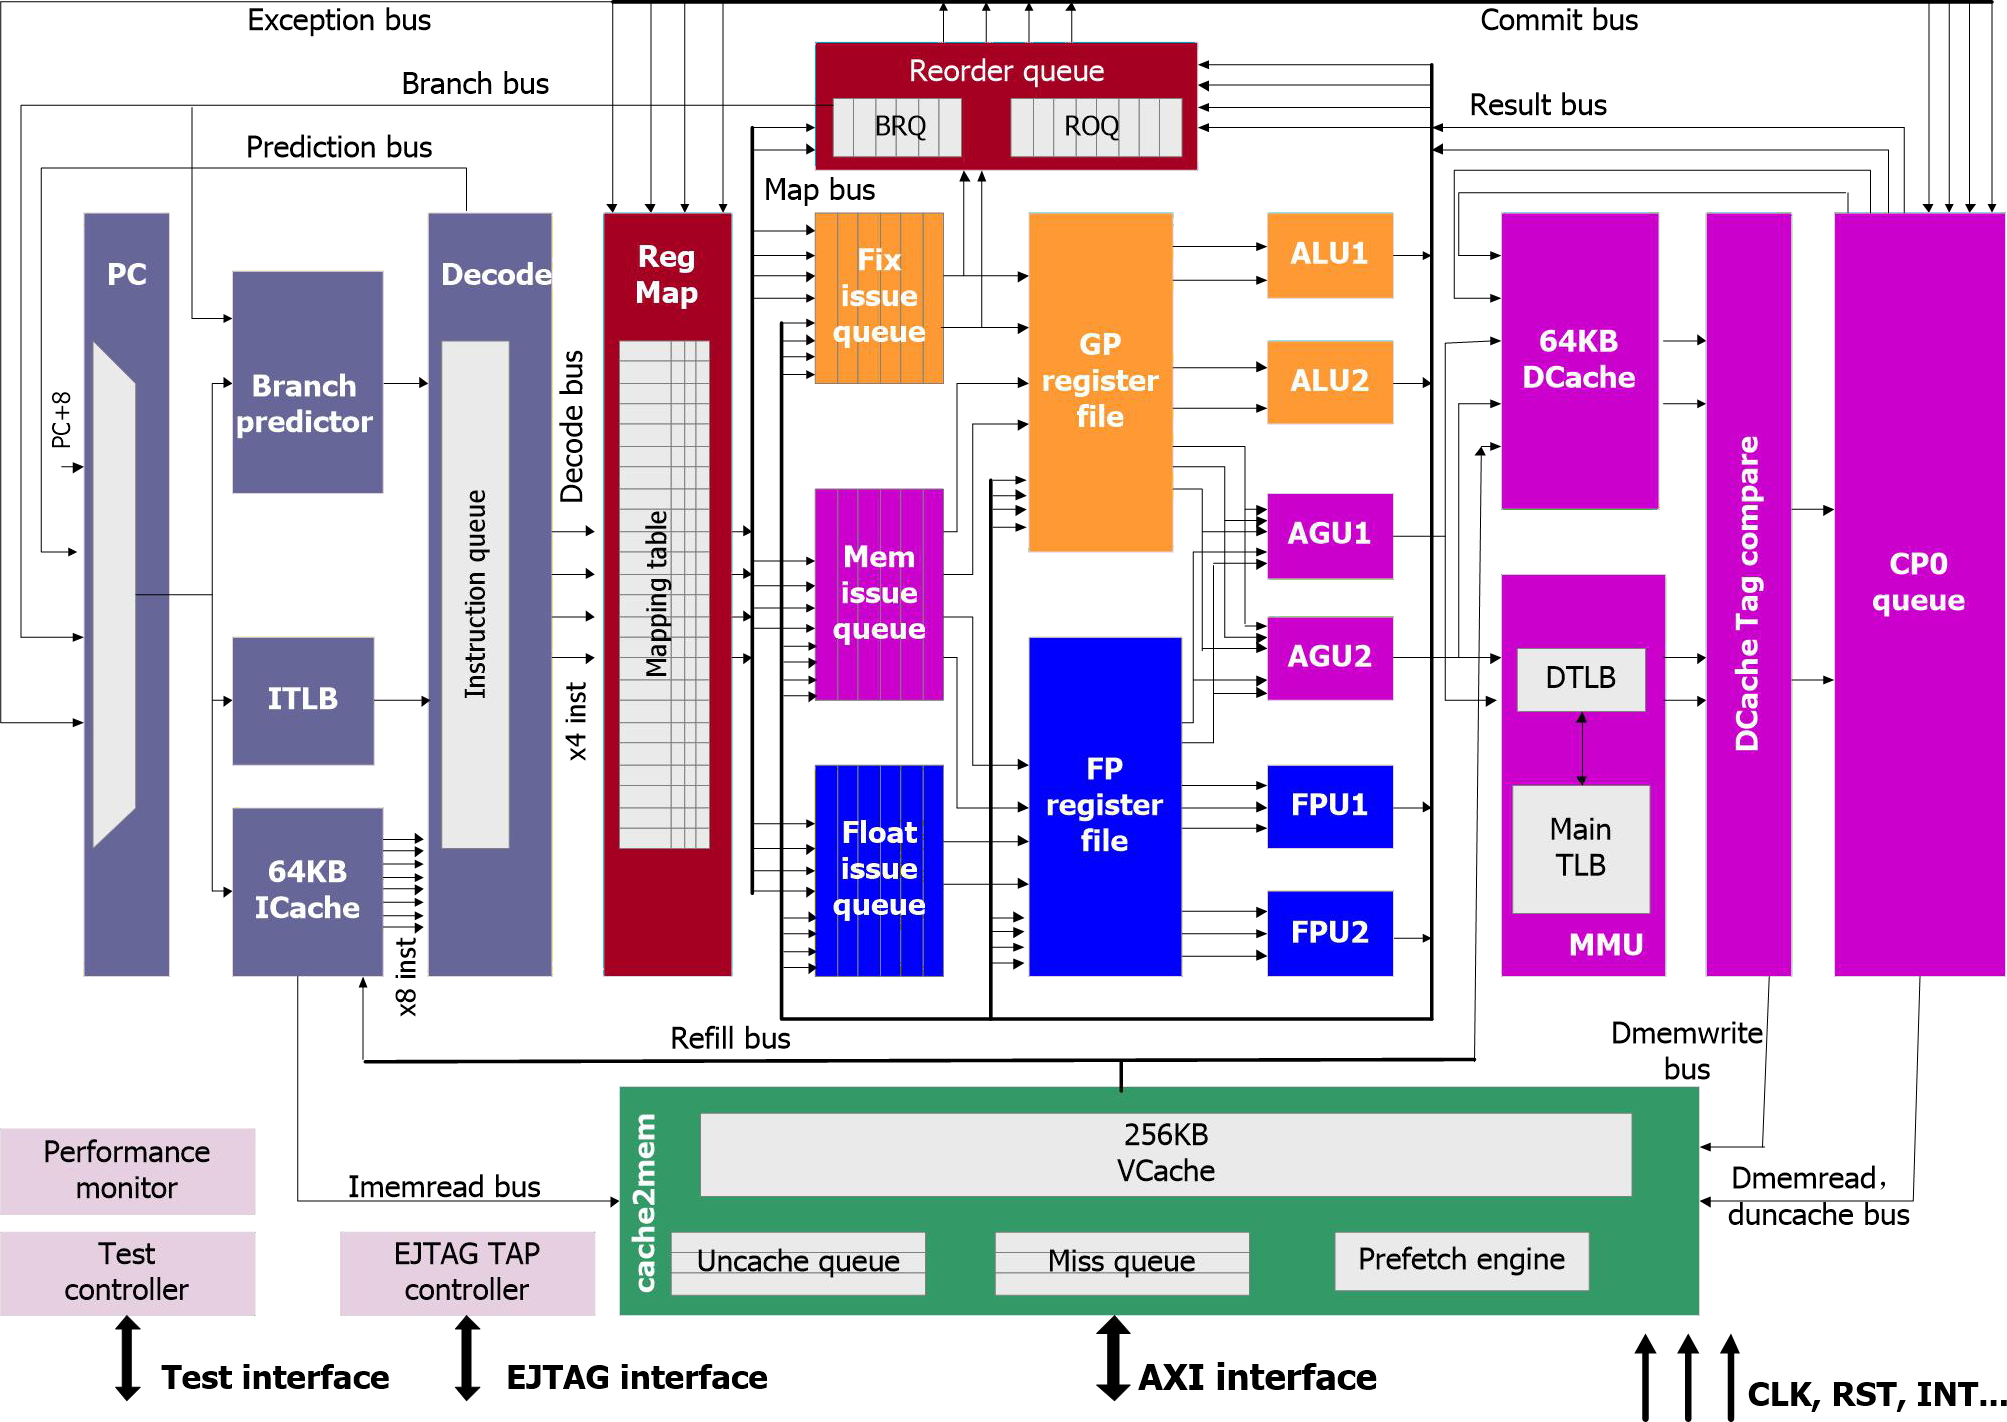 Exception bus
Commit bus
Reorder queue
Branch bus
BRQ
ROQ
Result bus
Prediction bus
Map bus
PC
PC+8
Branch
predictor
ITLB
64KB
ICache
x8 inst
Decode
Instruction queue
Decode bus
x4 inst
Reg
Map
Mapping table
Fix
issue
queue
Mem
issue
queue
Float
issue
queue
GP
register
file
FP
register
file
ALU1
ALU2
AGU1
AGU2
FPU1
FPU2
64KB
DCache
DTLB
Main
TLB
MMU
DCache Tag compare
CP0
queue
Refill bus
Dmemwrite
bus
cache2mem
256KB
VCache
Uncache queue
Miss queue
Prefetch engine
Imemread bus
Dmemread，
duncache bus
Performance
monitor
Test
controller
EJTAG TAP
controller
Test interface
EJTAG interface
AXI interface
CLK, RST, INT...